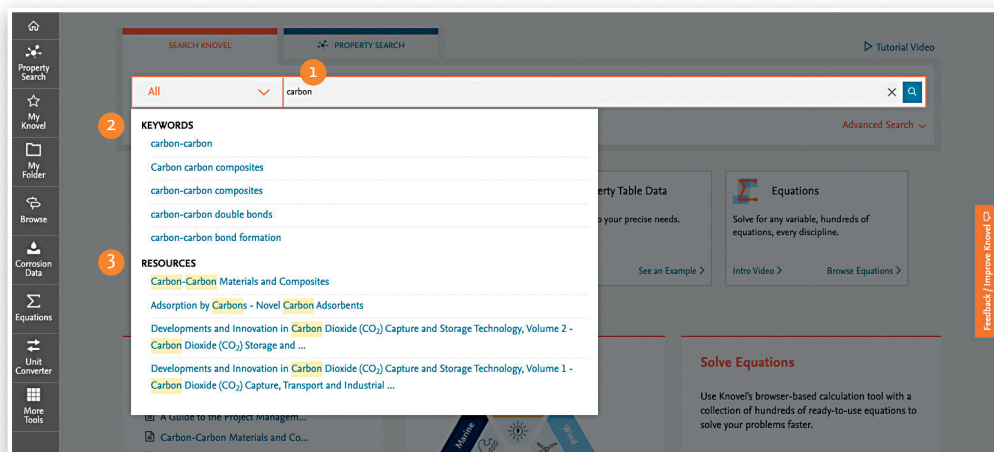 SEARCH KNOVEL
PROPERTY SEARCH
Tutorial Video
1
All
carbon
Advanced Search
2
KEYWORDS
carbon-carbon
Carbon carbon composites
carbon-carbon composites
carbon-carbon double bonds
carbon-carbon bond formation
3
RESOURCES
Carbon-Carbon Materials and Composites
Adsorption by Carbons - Novel Carbon Adsorbents
Developments and Innovation in Carbon Dioxide (CO₂) Capture and Storage Technology, Volume 2 -
Carbon Dioxide (CO₂) Storage and ...
Developments and Innovation in Carbon Dioxide (CO₂) Capture and Storage Technology, Volume 1 -
Carbon Dioxide (CO₂) Capture, Transport and Industrial ...
Property
Search
My
Knovel
My
Folder
Browse
Corrosion
Data
Equations
Unit
Converter
More
Tools
Table Data
your precise needs.
See an Example >
Equations
Solve for any variable, hundreds of
equations, every discipline.
Intro Video >
Browse Equations >
Feedback / Improve Knovel
A Guide to the Project Managem...
Carbon-Carbon Materials and Co...
Marine
Wind
Solve Equations
Use Knovel's browser-based calculation tool with a
collection of hundreds of ready-to-use equations to
solve your problems faster.